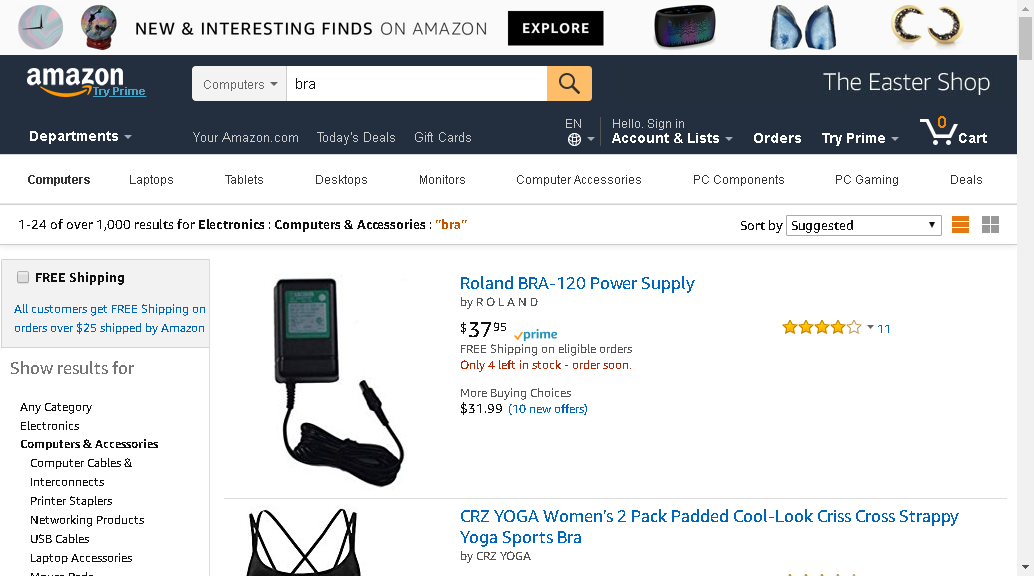 NEW & INTERESTING FINDS ON AMAZON EXPLORE
amazon
Try Prime
Computers
bra
The Easter Shop
Departments
Your Amazon.com Today's Deals Gift Cards
EN
Hello. Sign in
Account & Lists
Orders
Try Prime
0
Cart
Computers Laptops Tablets Desktops Monitors Computer Accessories PC Components PC Gaming Deals
1-24 of over 1,000 results for Electronics : Computers & Accessories : "bra"
Sort by Suggested
FREE Shipping
All customers get FREE Shipping on
orders over $25 shipped by Amazon
Show results for
Any Category
Electronics
Computers & Accessories
Computer Cables &
Interconnects
Printer Staplers
Networking Products
USB Cables
Laptop Accessories
Roland BRA-120 Power Supply
by R O L A N D
$37 95 prime
FREE Shipping on eligible orders
Only 4 left in stock - order soon.
More Buying Choices
$31.99 (10 new offers)
11
CRZ YOGA Women's 2 Pack Padded Cool-Look Criss Cross Strappy
Yoga Sports Bra
by CRZ YOGA